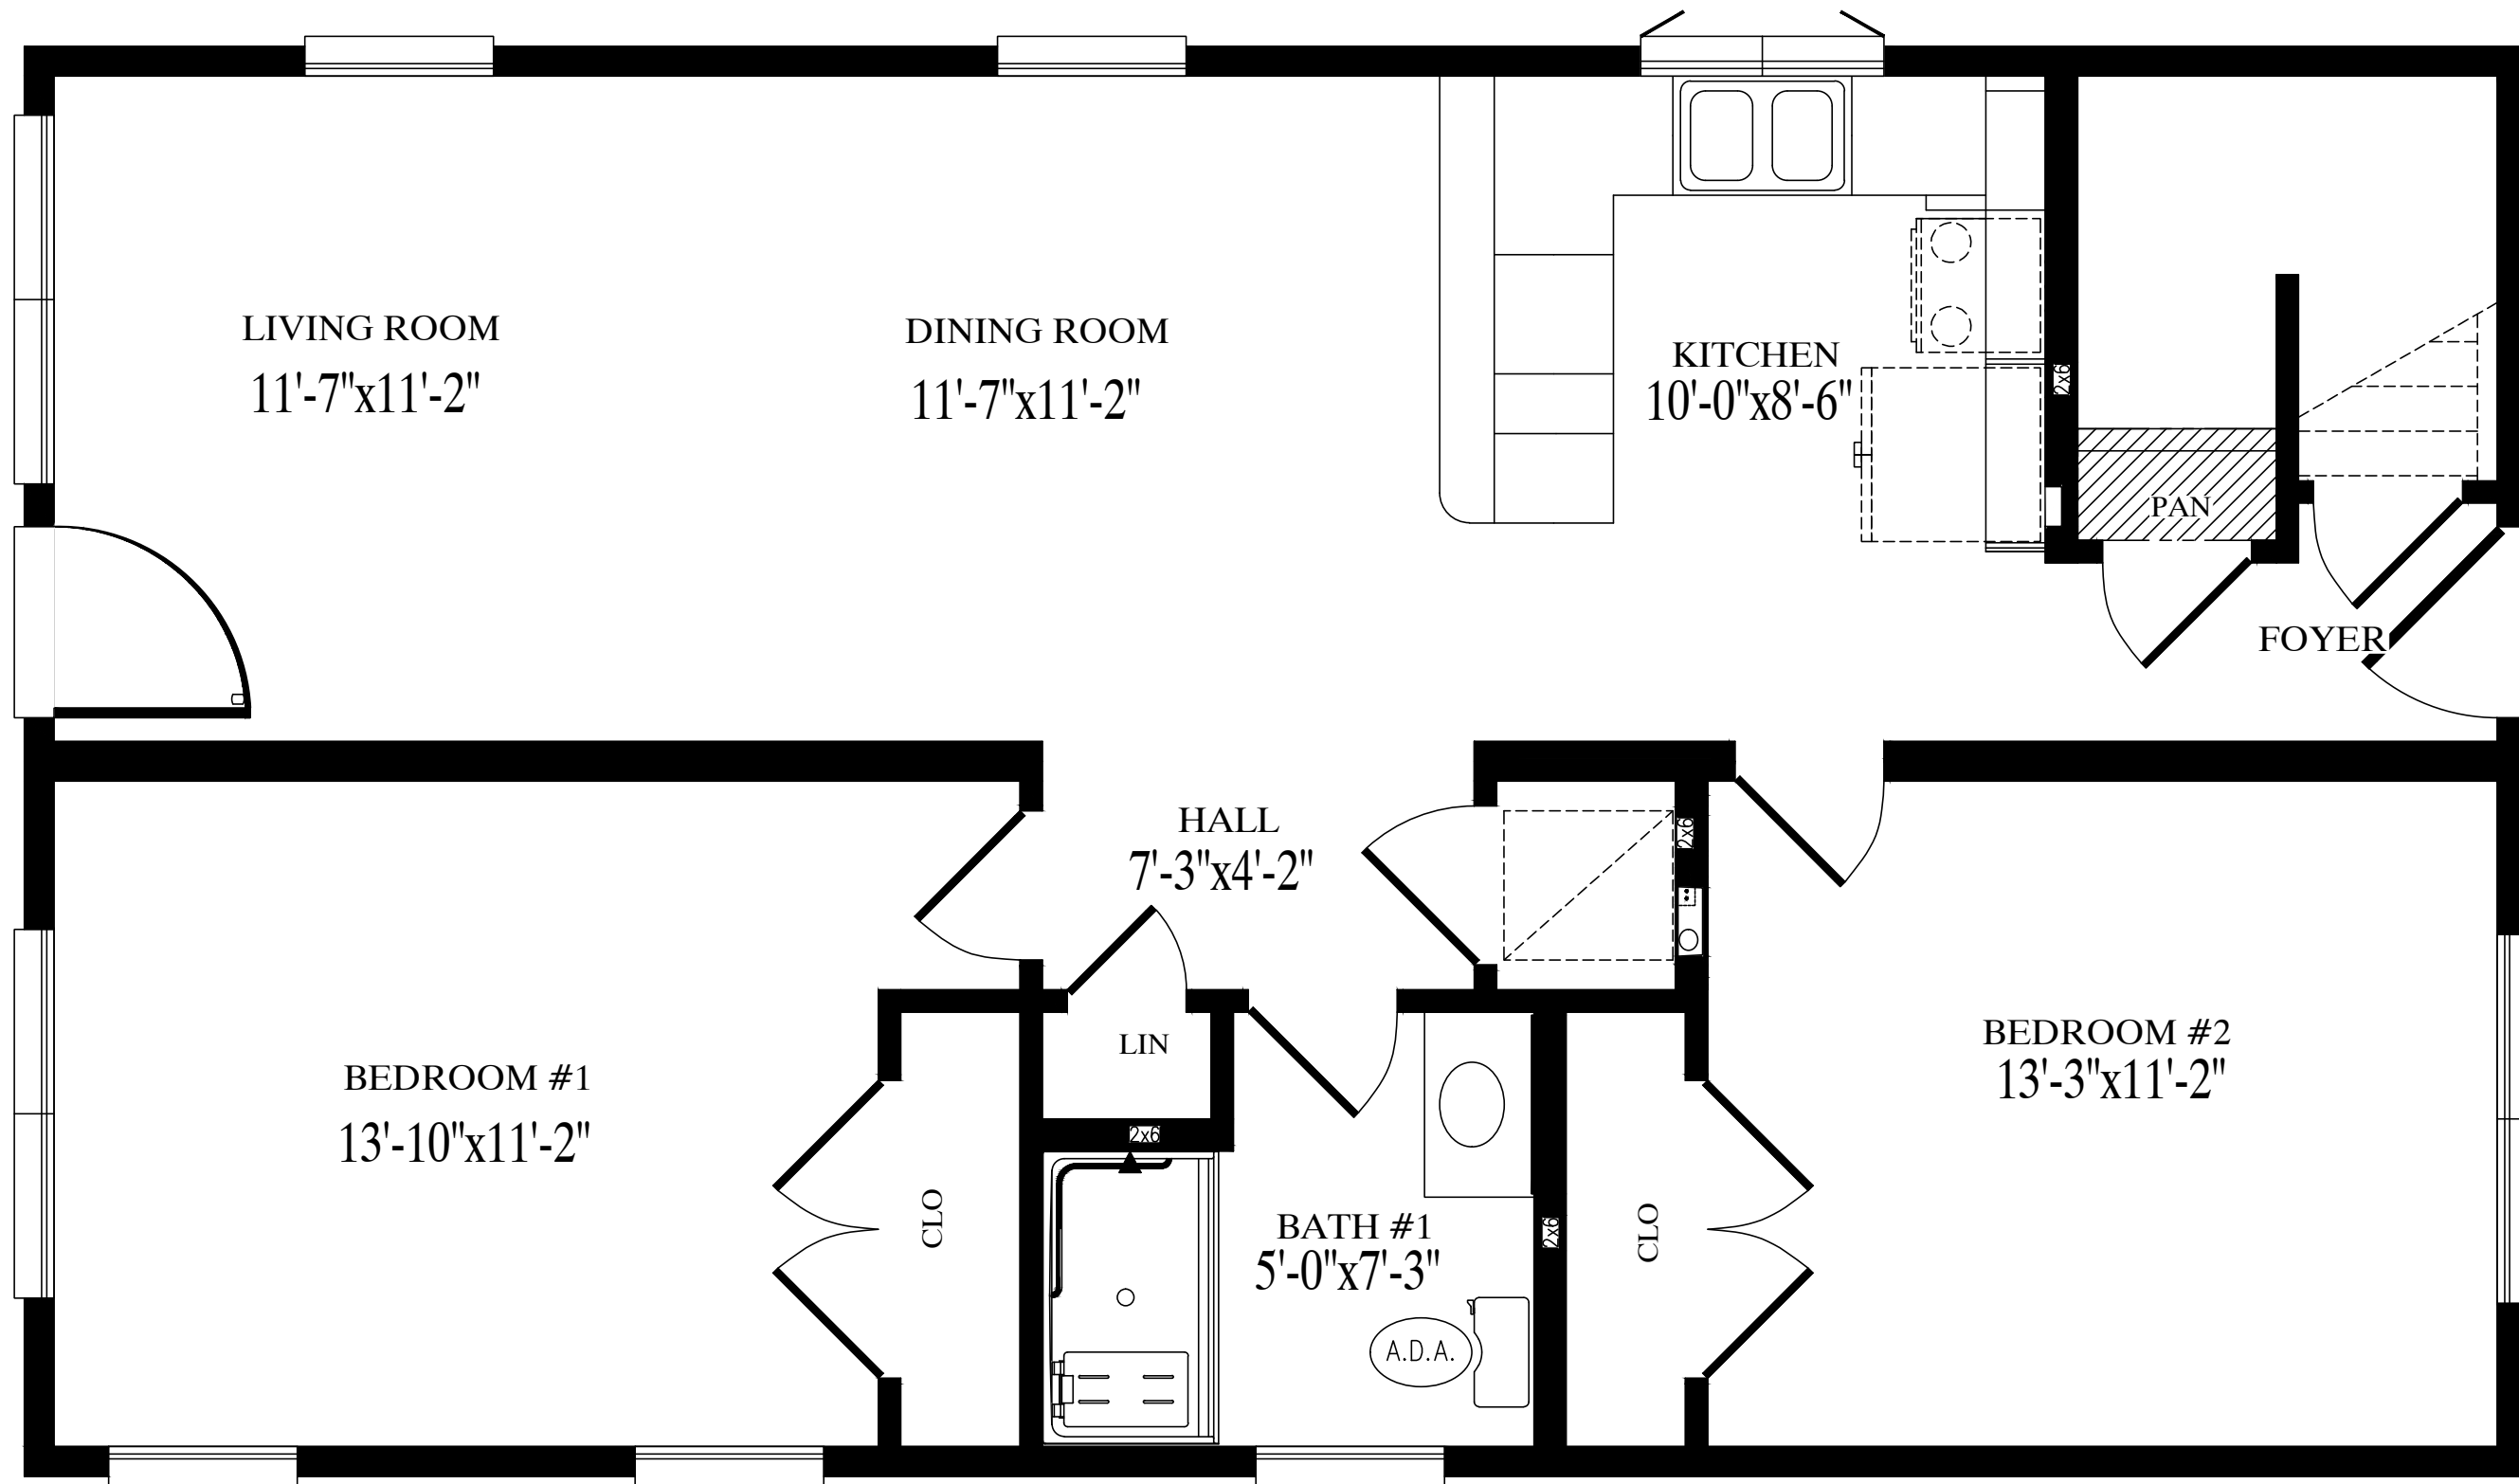 LIVING ROOM
11'-7"x11'-2"
DINING ROOM
11'-7"x11'-2"
KITCHEN
10'-0"x8'-6"
2x6
PAN
FOYER
HALL
7'-3"x4'-2"
2x6
LIN
BEDROOM #1
13'-10"x11'-2"
BEDROOM #2
13'-3"x11'-2"
2x6
CLO
BATH #1
5'-0"x7'-3"
2x6
CLO
A.D.A.